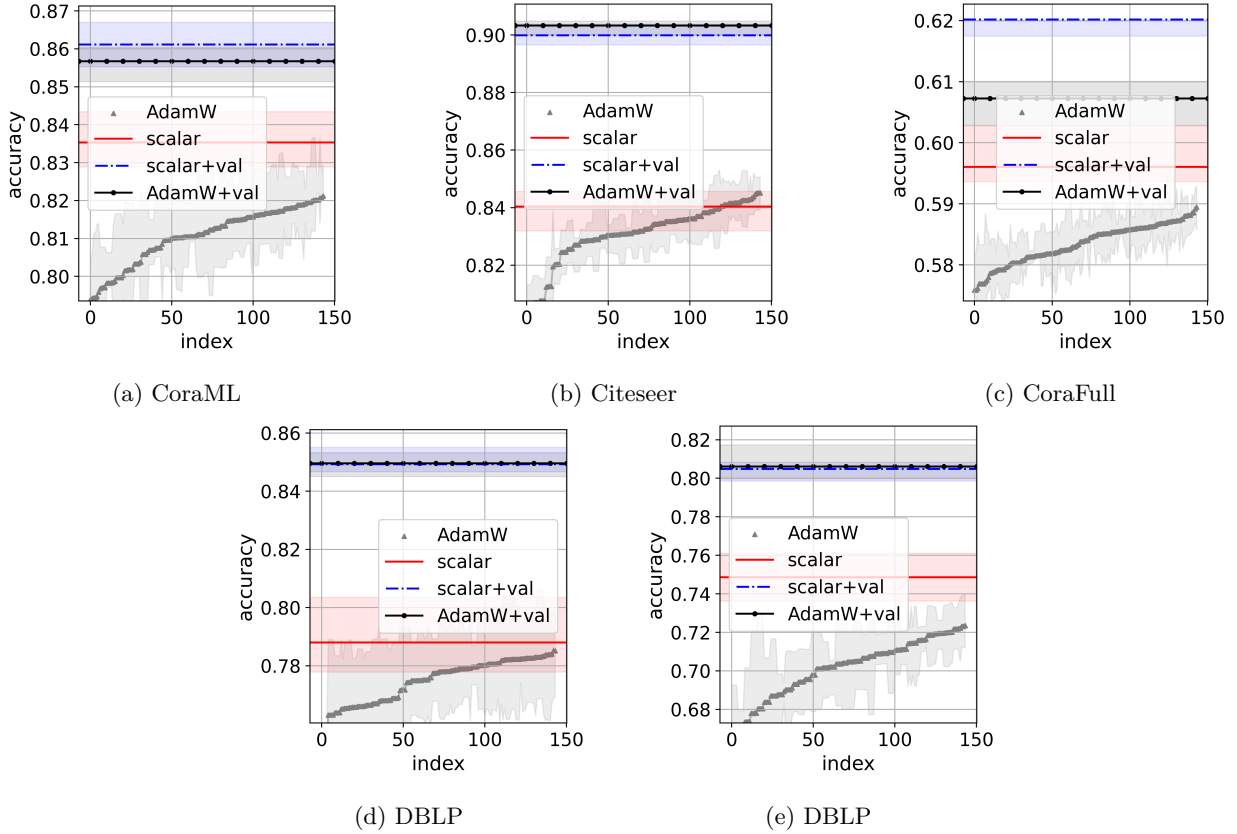 0.87
0.86
0.85
0.84
0.83
0.82
0.81
0.80
accuracy
AdamW
scalar
scalar+val
AdamW+val
0 50 100 150
index
(a) CoraML
0.90
0.88
0.86
0.84
0.82
accuracy
AdamW
scalar
scalar+val
AdamW+val
0 50 100 150
index
(b) Citeseer
0.62
0.61
0.60
0.59
0.58
accuracy
AdamW
scalar
scalar+val
AdamW+val
0 50 100 150
index
(c) CoraFull
0.86
0.84
0.82
0.80
0.78
accuracy
AdamW
scalar
scalar+val
AdamW+val
0 50 100 150
index
(d) DBLP
0.82
0.80
0.78
0.76
0.74
0.72
0.70
0.68
accuracy
AdamW
scalar
scalar+val
AdamW+val
0 50 100 150
index
(e) DBLP